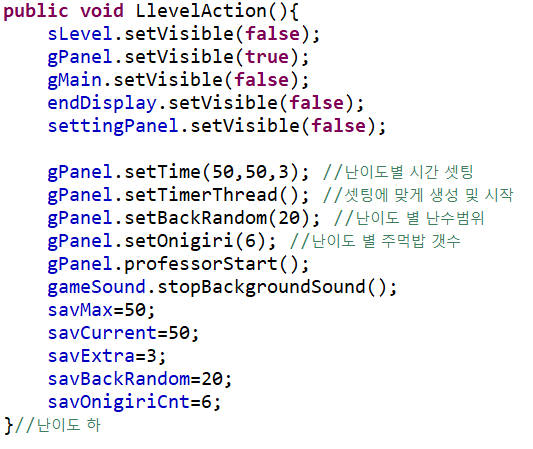 public void LlevelAction(){
    sLevel.setVisible(false);
    gPanel.setVisible(true);
    gMain.setVisible(false);
    endDisplay.setVisible(false);
    settingPanel.setVisible(false);

    gPanel.setTime(50,50,3); //난이도별 시간 셋팅
    gPanel.setTimerThread(); //셋팅에 맞게 생성 및 시작
    gPanel.setBackRandom(20); //난이도 별 난수범위
    gPanel.setOnigiri(6); //난이도 별 주먹밥 갯수
    gPanel.professorStart();
    gameSound.stopBackgroundSound();
    savMax=50;
    savCurrent=50;
    savExtra=3;
    savBackRandom=20;
    savOnigiriCnt=6;
}//난이도 하